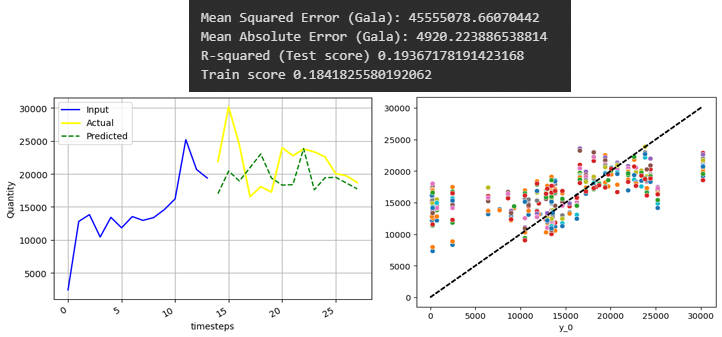 Mean Squared Error (Gala): 45555078.66070442
Mean Absolute Error (Gala): 4920.223886538814
R-squared (Test score) 0.19367178191423168
Train score 0.1841825580192062
30000
25000
20000
15000
10000
5000
Quantity
Input
Actual
Predicted
0
5
10
15
20
25
timesteps
30000
25000
20000
15000
10000
5000
0
0
5000
10000
15000
20000
25000
30000
y_0